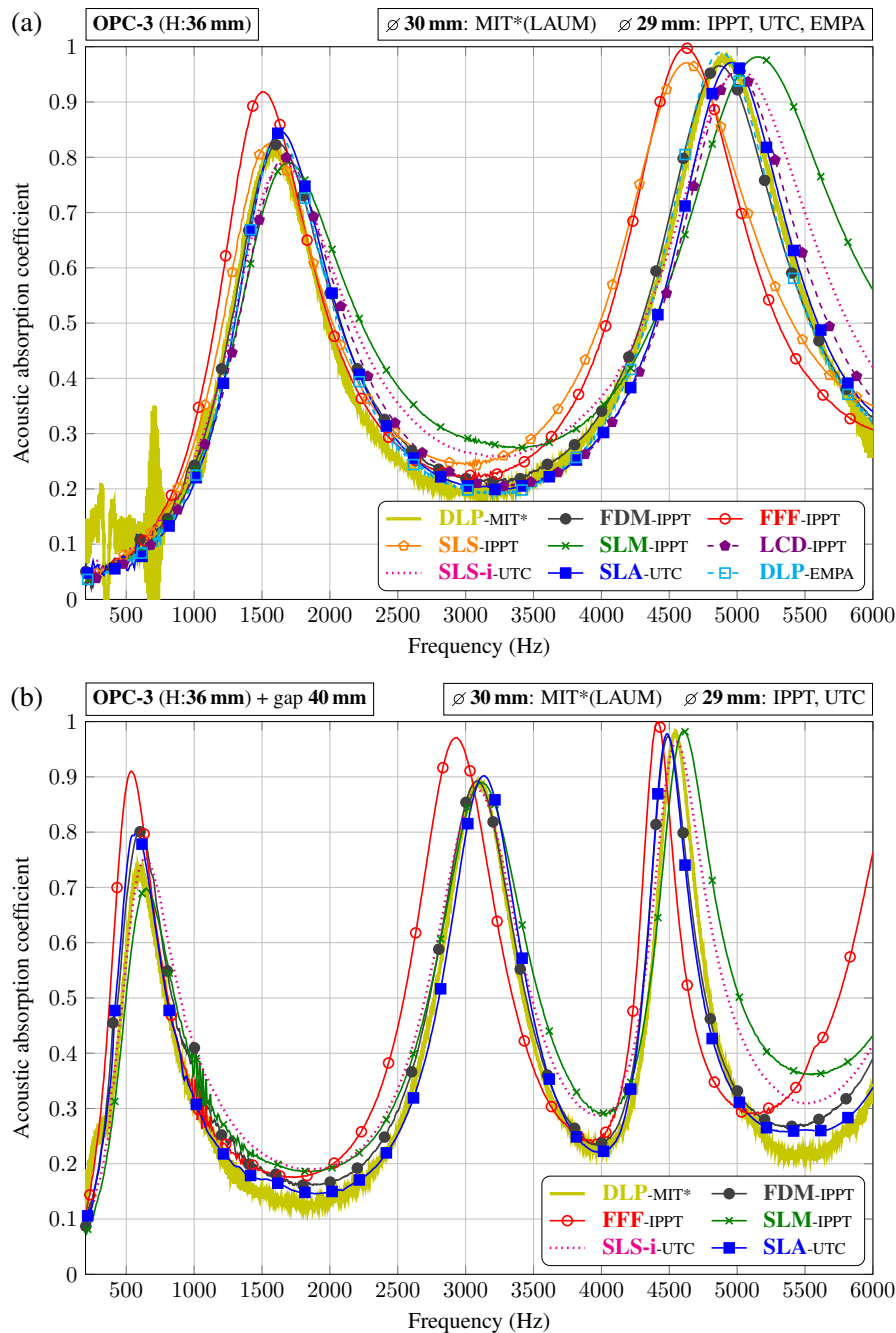 (a)
OPC-3 (H:36 mm)
⌀ 30 mm: MIT*(LAUM) ⌀ 29 mm: IPPT, UTC, EMPA
Acoustic absorption coefficient
1
0.9
0.8
0.7
0.6
0.5
0.4
0.3
0.2
0.1
0
DLP-MIT* FDM-IPPT FFF-IPPT
SLS-IPPT SLM-IPPT LCD-IPPT
SLS-i-UTC SLA-UTC DLP-EMPA
500 1000 1500 2000 2500 3000 3500 4000 4500 5000 5500 6000
Frequency (Hz)
(b)
OPC-3 (H:36 mm) + gap 40 mm
⌀ 30 mm: MIT*(LAUM) ⌀ 29 mm: IPPT, UTC
Acoustic absorption coefficient
1
0.9
0.8
0.7
0.6
0.5
0.4
0.3
0.2
0.1
0
DLP-MIT* FDM-IPPT
FFF-IPPT SLM-IPPT
SLS-i-UTC SLA-UTC
500 1000 1500 2000 2500 3000 3500 4000 4500 5000 5500 6000
Frequency (Hz)